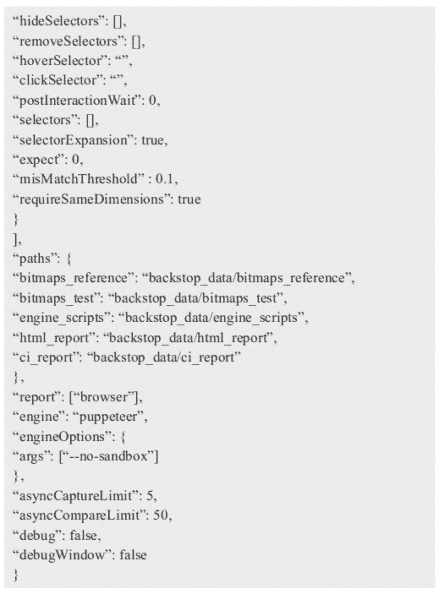 “hideSelectors”: [],
“removeSelectors”: [],
“hoverSelector”: “”,
“clickSelector”: “”,
“postInteractionWait”: 0,
“selectors”: [],
“selectorExpansion”: true,
“expect”: 0,
“misMatchThreshold” : 0.1,
“requireSameDimensions”: true
}
],
“paths”: {
“bitmaps_reference”: “backstop_data/bitmaps_reference”,
“bitmaps_test”: “backstop_data/bitmaps_test”,
“engine_scripts”: “backstop_data/engine_scripts”,
“html_report”: “backstop_data/html_report”,
“ci_report”: “backstop_data/ci_report”
},
“report”: [“browser”],
“engine”: “puppeteer”,
“engineOptions”: {
“args”: [“--no-sandbox”]
},
“asyncCaptureLimit”: 5,
“asyncCompareLimit”: 50,
“debug”: false,
“debugWindow”: false
}